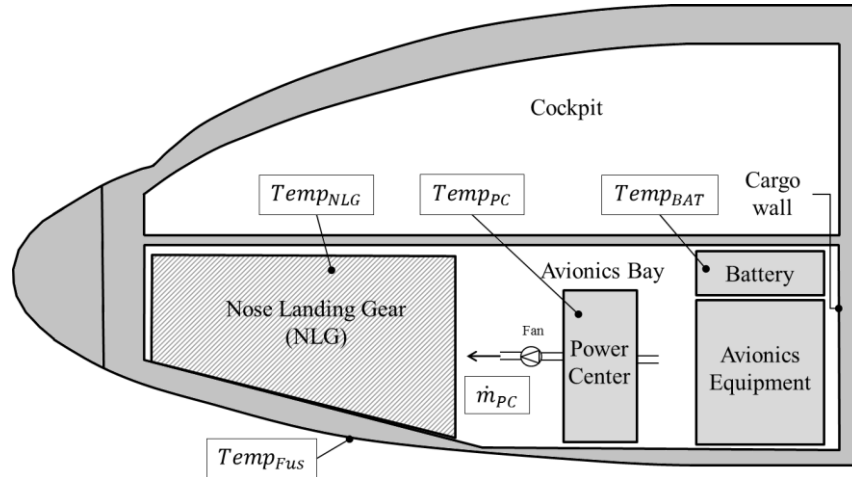 Cockpit
Temp_NLG
Temp_PC
Temp_BAT
Cargo
wall
Avionics Bay
Battery
Nose Landing Gear
(NLG)
Fan
Power
Center
Avionics
Equipment
ṁ_PC
Temp_Fus